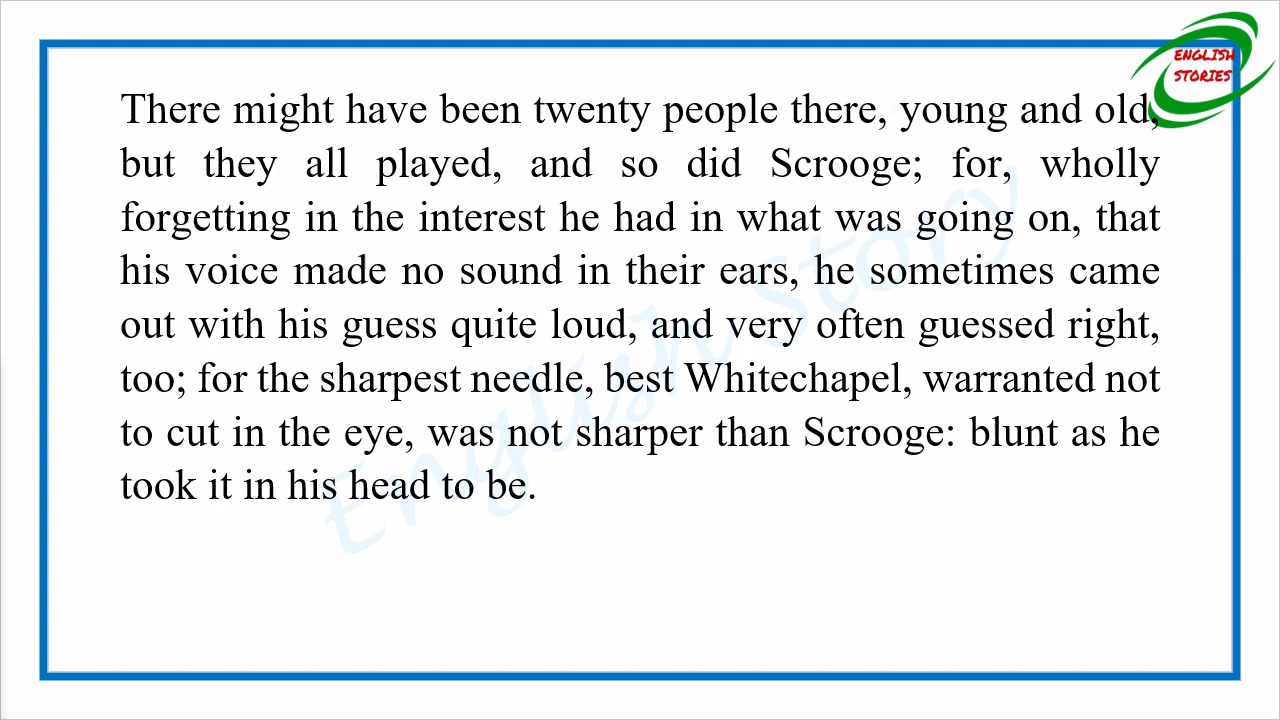 ENGLISH
STORIES
There might have been twenty people there, young and old,
but they all played, and so did Scrooge; for, wholly
forgetting in the interest he had in what was going on, that
his voice made no sound in their ears, he sometimes came
out with his guess quite loud, and very often guessed right,
too; for the sharpest needle, best Whitechapel, warranted not
to cut in the eye, was not sharper than Scrooge: blunt as he
took it in his head to be.
English Story